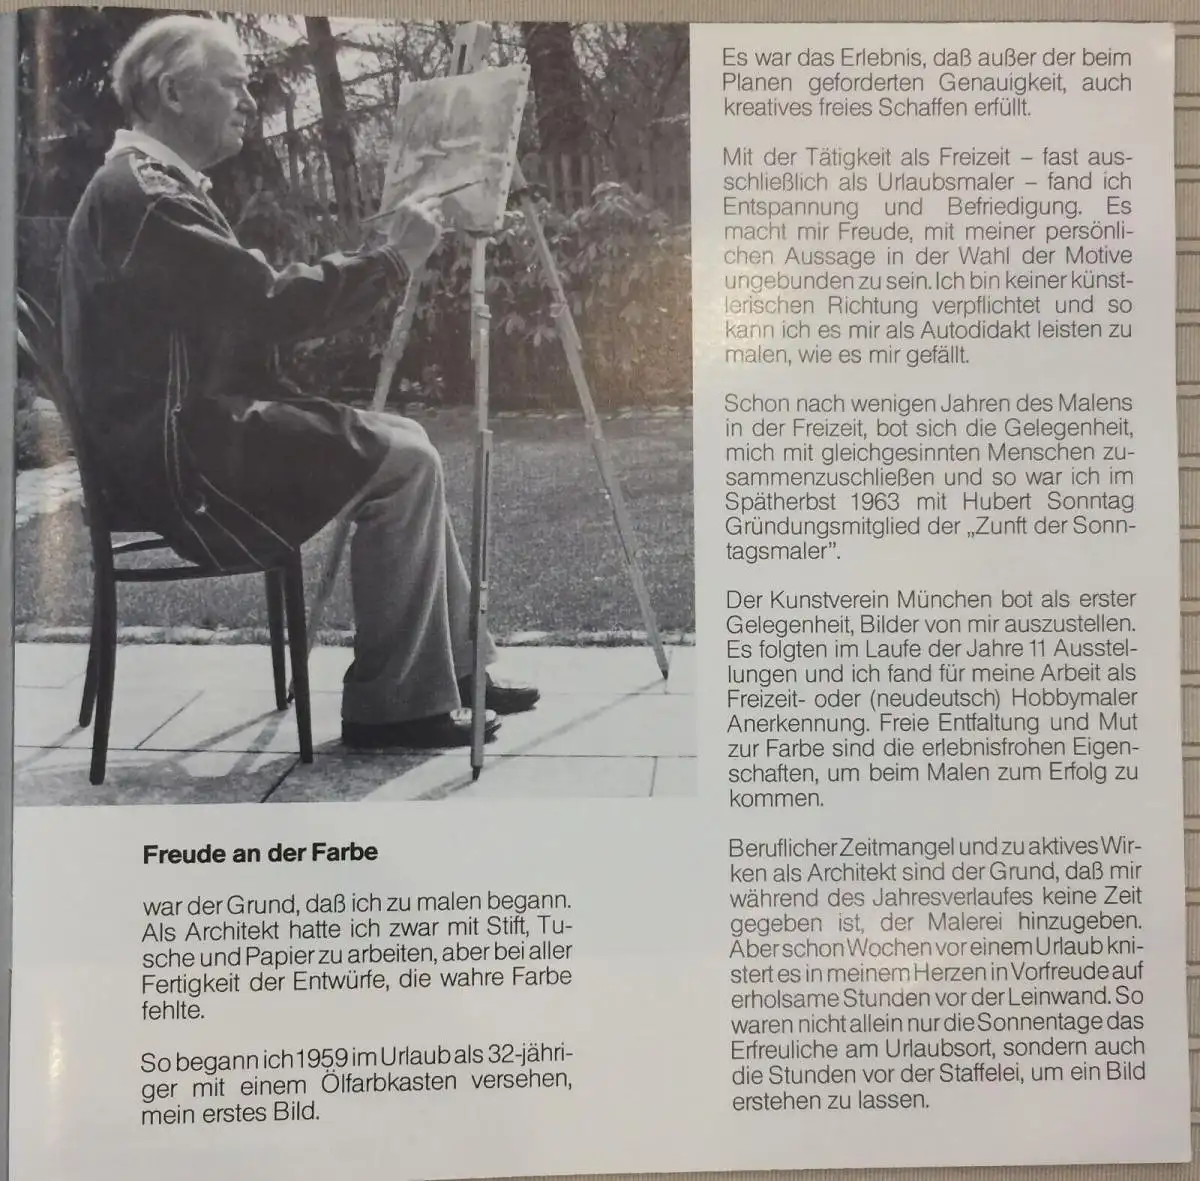 Freude an der Farbe
war der Grund, daß ich zu malen begann.
Als Architekt hatte ich zwar mit Stift, Tu-
sche und Papier zu arbeiten, aber bei aller
Fertigkeit der Entwürfe, die wahre Farbe
fehlte.
So begann ich 1959 im Urlaub als 32-jähri-
ger mit einem Ölfarbkasten versehen,
mein erstes Bild.
Es war das Erlebnis, daß außer der beim
Planen geforderten Genauigkeit, auch
kreatives freies Schaffen erfüllt.
Mit der Tätigkeit als Freizeit – fast aus-
schließlich als Urlaubsmaler – fand ich
Entspannung und Befriedigung. Es
macht mir Freude, mit meiner persönli-
chen Aussage in der Wahl der Motive
ungebunden zu sein. Ich bin keiner künst-
lerischen Richtung verpflichtet und so
kann ich es mir als Autodidakt leisten zu
malen, wie es mir gefällt.
Schon nach wenigen Jahren des Malens
in der Freizeit, bot sich die Gelegenheit,
mich mit gleichgesinnten Menschen zu-
sammenzuschließen und so war ich im
Spätherbst 1963 mit Hubert Sonntag
Gründungsmitglied der „Zunft der Sonn-
tagsmaler”.
Der Kunstverein München bot als erster
Gelegenheit, Bilder von mir auszustellen.
Es folgten im Laufe der Jahre 11 Ausstel-
lungen und ich fand für meine Arbeit als
Freizeit- oder (neudeutsch) Hobbymaler
Anerkennung. Freie Entfaltung und Mut
zur Farbe sind die erlebnisfrohen Eigen-
schaften, um beim Malen zum Erfolg zu
kommen.
Beruflicher Zeitmangel und zu aktives Wir-
ken als Architekt sind der Grund, daß mir
während des Jahresverlaufes keine Zeit
gegeben ist, der Malerei hinzugeben.
Aber schon Wochen vor einem Urlaub kni-
stert es in meinem Herzen in Vorfreude auf
erholsame Stunden vor der Leinwand. So
waren nicht allein nur die Sonnentage das
Erfreuliche am Urlaubsort, sondern auch
die Stunden vor der Staffelei, um ein Bild
erstehen zu lassen.